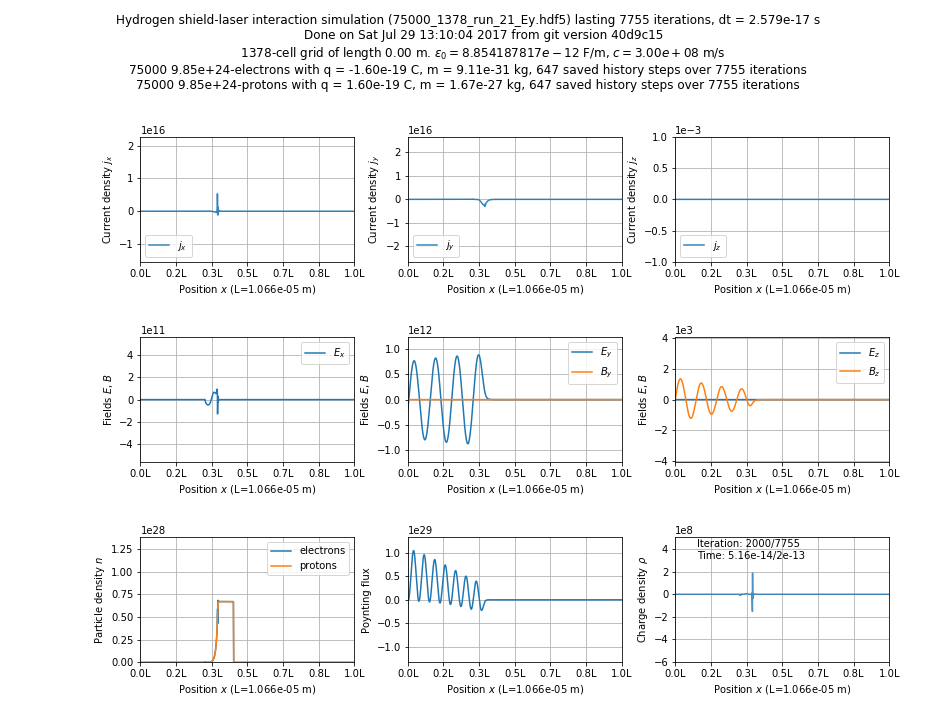 Hydrogen shield-laser interaction simulation (75000_1378_run_21_Ey.hdf5) lasting 7755 iterations, dt = 2.579e-17 s
Done on Sat Jul 29 13:10:04 2017 from git version 40d9c15
1378-cell grid of length 0.00 m. ε₀ = 8.854187817e − 12 F/m, c = 3.00e + 08 m/s
75000 9.85e+24-electrons with q = -1.60e-19 C, m = 9.11e-31 kg, 647 saved history steps over 7755 iterations
75000 9.85e+24-protons with q = 1.60e-19 C, m = 1.67e-27 kg, 647 saved history steps over 7755 iterations
1e16
Current density jₓ
2
1
0
−1
jₓ
0.0L 0.2L 0.3L 0.5L 0.7L 0.8L 1.0L
Position x (L=1.066e-05 m)
1e16
Current density j_y
2
1
0
−1
−2
j_y
0.0L 0.2L 0.3L 0.5L 0.7L 0.8L 1.0L
Position x (L=1.066e-05 m)
1e−3
Current density j_z
1.0
0.5
0.0
−0.5
−1.0
j_z
0.0L 0.2L 0.3L 0.5L 0.7L 0.8L 1.0L
Position x (L=1.066e-05 m)
1e11
Fields E, B
4
2
0
−2
−4
Eₓ
0.0L 0.2L 0.3L 0.5L 0.7L 0.8L 1.0L
Position x (L=1.066e-05 m)
1e12
Fields E, B
1.0
0.5
0.0
−0.5
−1.0
E_y
B_y
0.0L 0.2L 0.3L 0.5L 0.7L 0.8L 1.0L
Position x (L=1.066e-05 m)
1e3
Fields E, B
4
2
0
−2
−4
E_z
B_z
0.0L 0.2L 0.3L 0.5L 0.7L 0.8L 1.0L
Position x (L=1.066e-05 m)
1e28
Particle density n
1.25
1.00
0.75
0.50
0.25
0.00
electrons
protons
0.0L 0.2L 0.3L 0.5L 0.7L 0.8L 1.0L
Position x (L=1.066e-05 m)
1e29
Poynting flux
1.0
0.5
0.0
−0.5
−1.0
0.0L 0.2L 0.3L 0.5L 0.7L 0.8L 1.0L
Position x (L=1.066e-05 m)
1e8
Charge density ρ
4
2
0
−2
−4
−6
Iteration: 2000/7755
Time: 5.16e-14/2e-13
0.0L 0.2L 0.3L 0.5L 0.7L 0.8L 1.0L
Position x (L=1.066e-05 m)